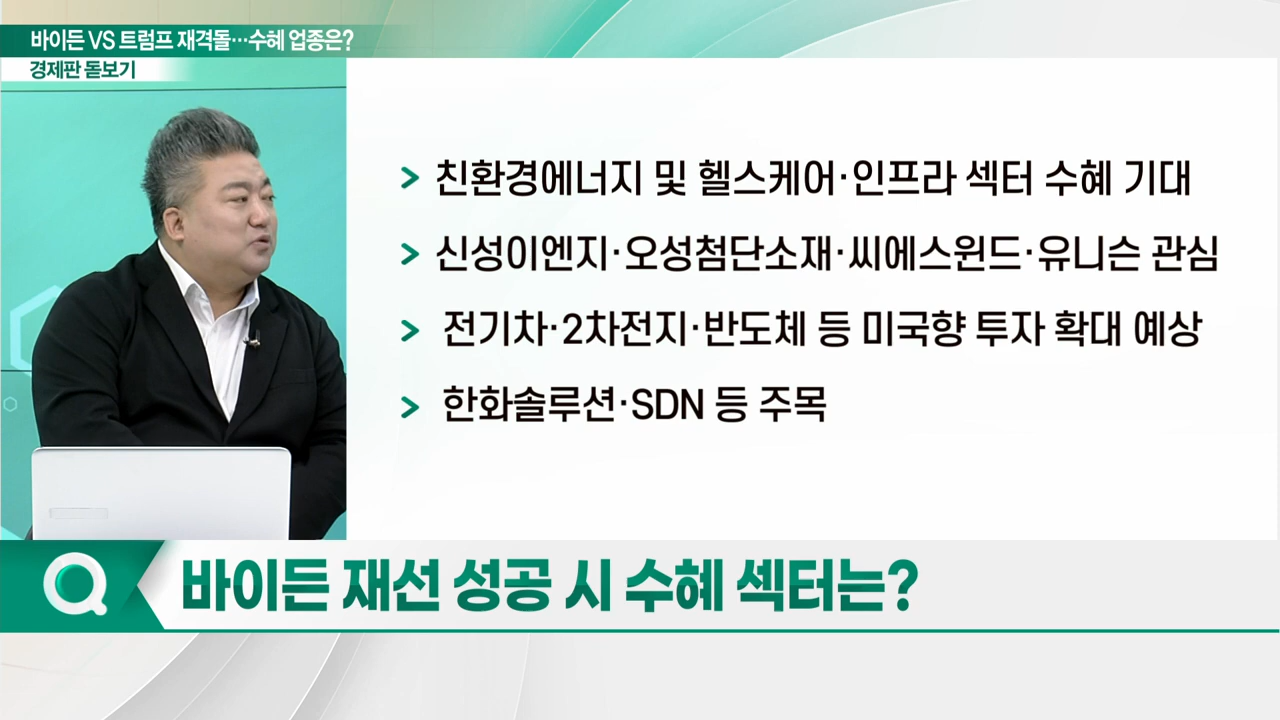 바이든 VS 트럼프 재격돌…수혜 업종은?
경제판 돋보기
> 친환경에너지 및 헬스케어·인프라 섹터 수혜 기대
> 신성이엔지·오성첨단소재·씨에스윈드·유니슨 관심
> 전기차·2차전지·반도체 등 미국향 투자 확대 예상
> 한화솔루션·SDN 등 주목
Q 바이든 재선 성공 시 수혜 섹터는?